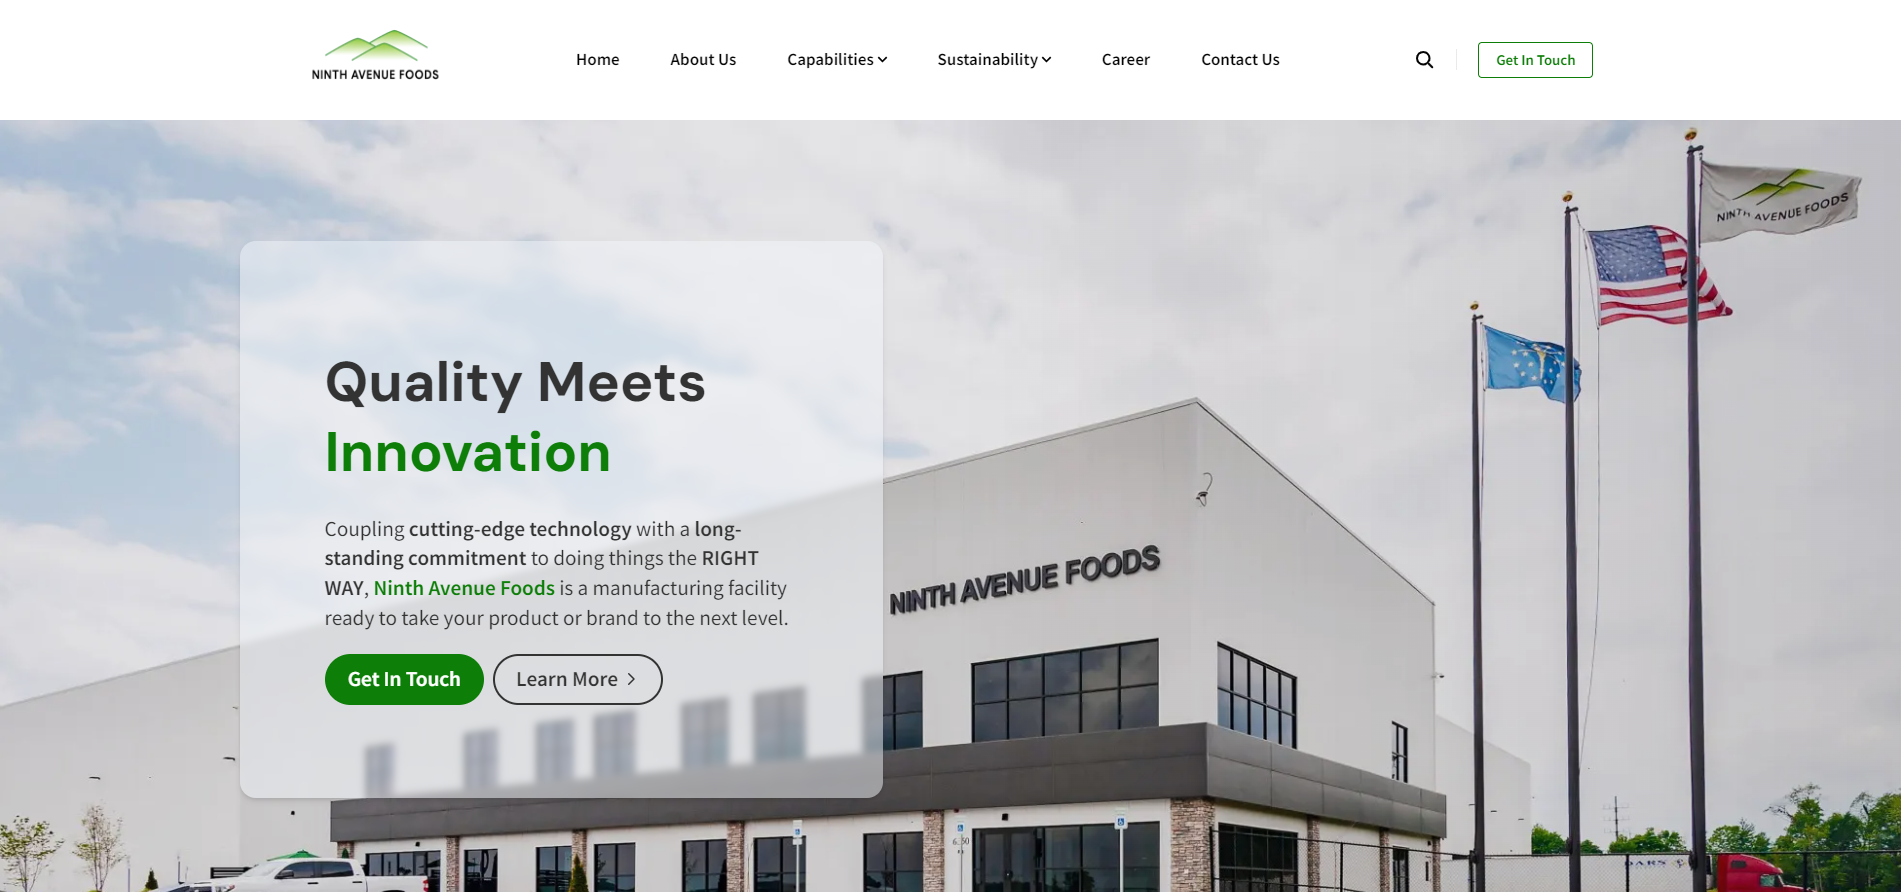 NINTH AVENUE FOODS
Home
About Us
Capabilities
Sustainability
Career
Contact Us
Get In Touch
NINTH AVENUE FOODS
Quality Meets
Innovation
Coupling cutting-edge technology with a long-
standing commitment to doing things the RIGHT
WAY, Ninth Avenue Foods is a manufacturing facility
ready to take your product or brand to the next level.
NINTH AVENUE FOODS
Get In Touch
Learn More